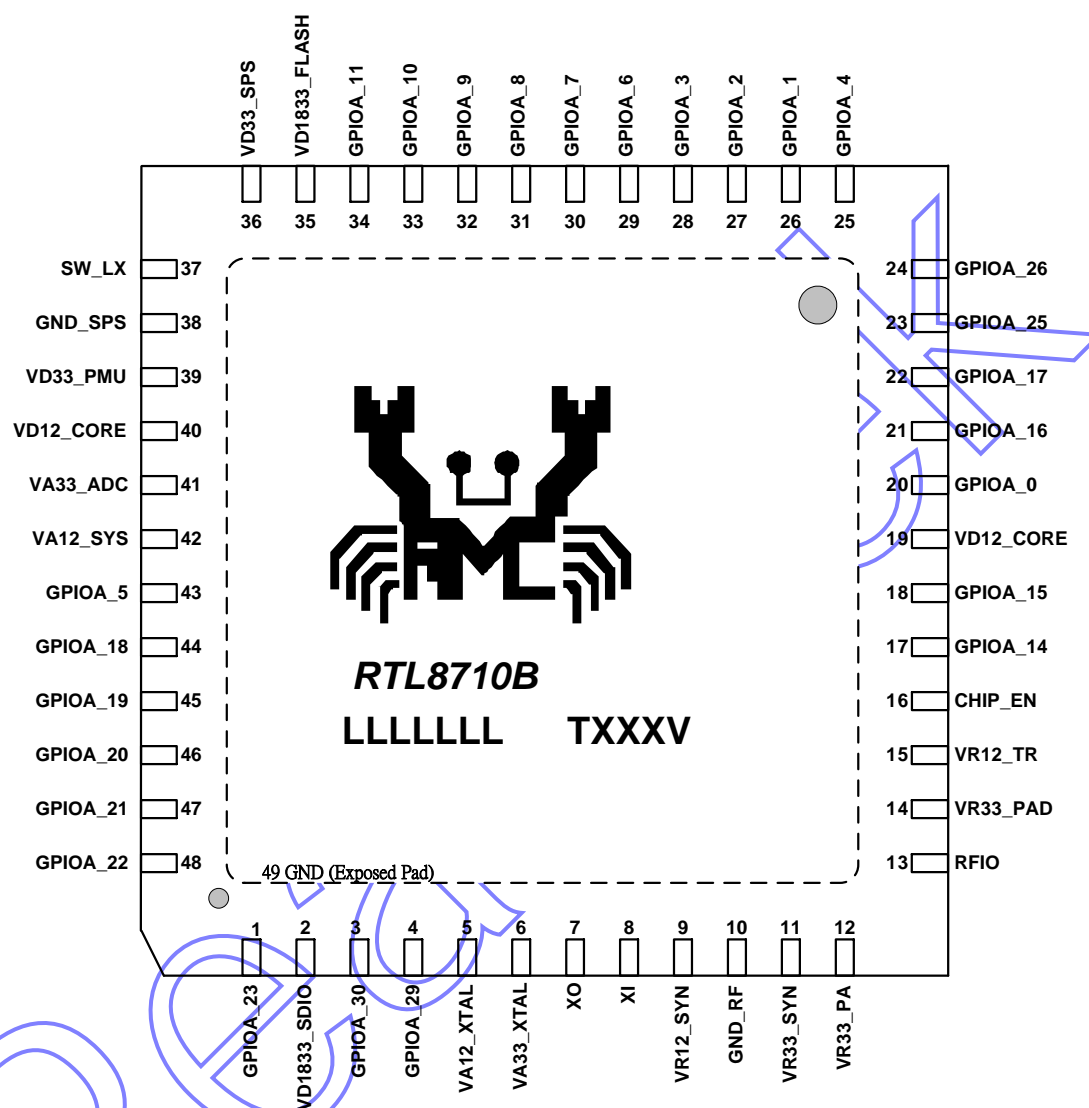 VD33_SPS
VD1833_FLASH
GPIOA_11
GPIOA_10
GPIOA_9
GPIOA_8
GPIOA_7
GPIOA_6
GPIOA_3
GPIOA_2
GPIOA_1
GPIOA_4
36 35 34 33 32 31 30 29 28 27 26 25
SW_LX 37
GND_SPS 38
VD33_PMU 39
VD12_CORE 40
VA33_ADC 41
VA12_SYS 42
GPIOA_5 43
GPIOA_18 44
GPIOA_19 45
GPIOA_20 46
GPIOA_21 47
GPIOA_22 48
24 GPIOA_26
23 GPIOA_25
22 GPIOA_17
21 GPIOA_16
20 GPIOA_0
19 VD12_CORE
18 GPIOA_15
17 GPIOA_14
16 CHIP_EN
15 VR12_TR
14 VR33_PAD
13 RFIO
RTL8710B
LLLLLLL TXXXV
49 GND (Exposed Pad)
1 2 3 4 5 6 7 8 9 10 11 12
GPIOA_23
VD1833_SDIO
GPIOA_30
GPIOA_29
VA12_XTAL
VA33_XTAL
XO
XI
VR12_SYN
GND_RF
VR33_SYN
VR33_PA